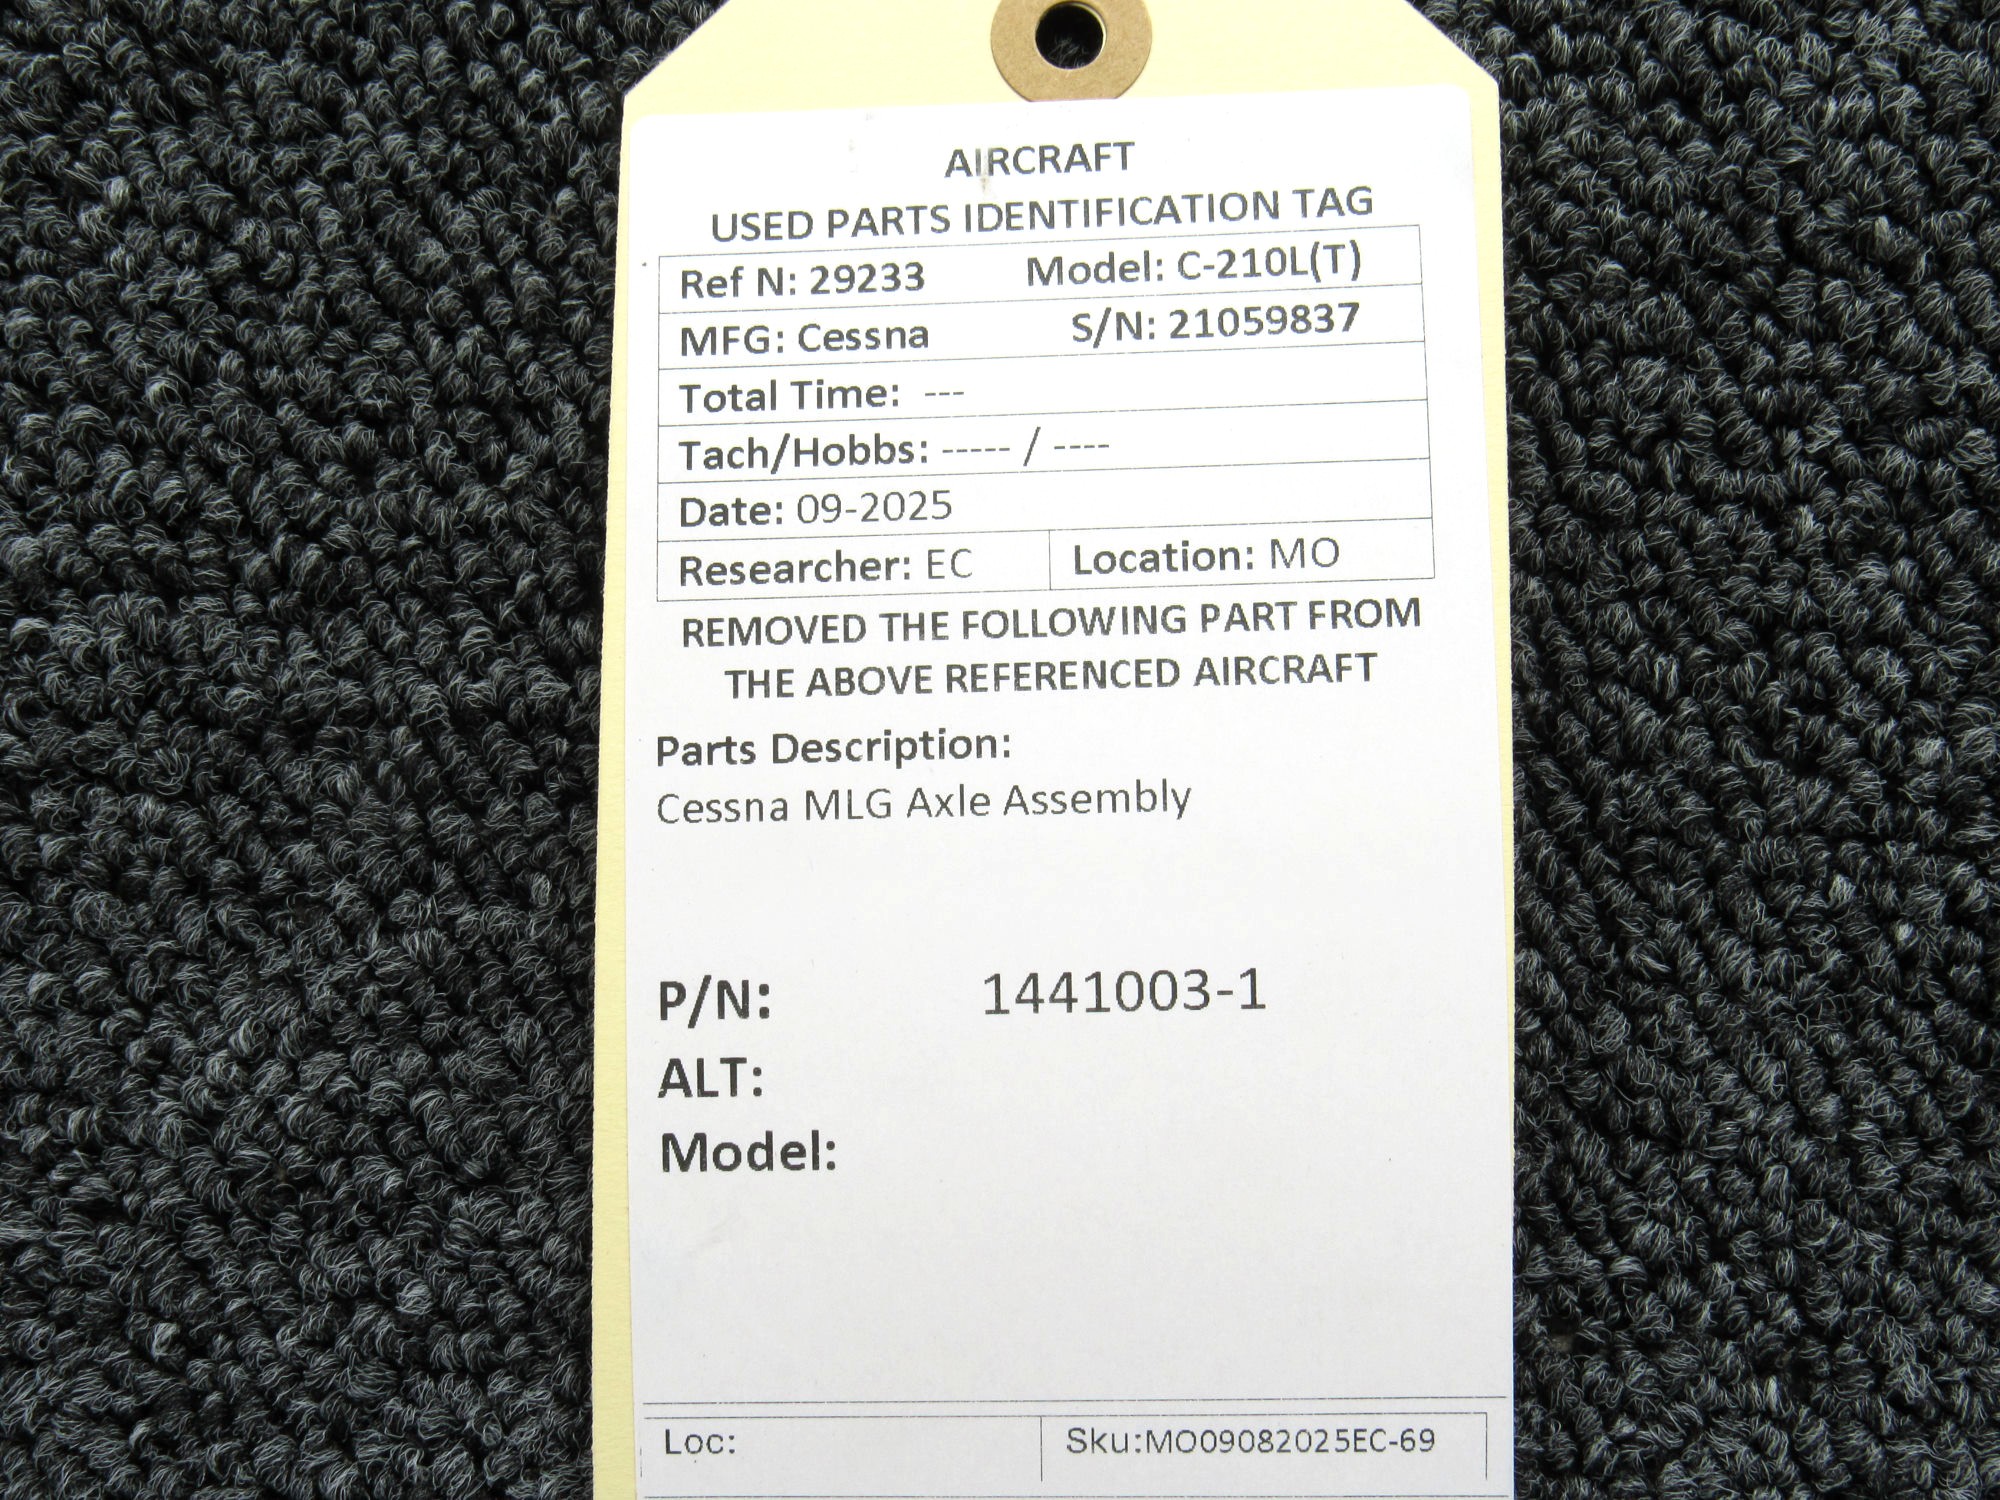 AIRCRAFT
USED PARTS IDENTIFICATION TAG
Ref N: 29233 Model: C-210L(T)
MFG: Cessna S/N: 21059837
Total Time: ---
Tach/Hobbs: ----- / ----
Date: 09-2025
Researcher: EC Location: MO
REMOVED THE FOLLOWING PART FROM
THE ABOVE REFERENCED AIRCRAFT
Parts Description:
Cessna MLG Axle Assembly
P/N: 1441003-1
ALT:
Model:
Loc: Sku:MO09082025EC-69